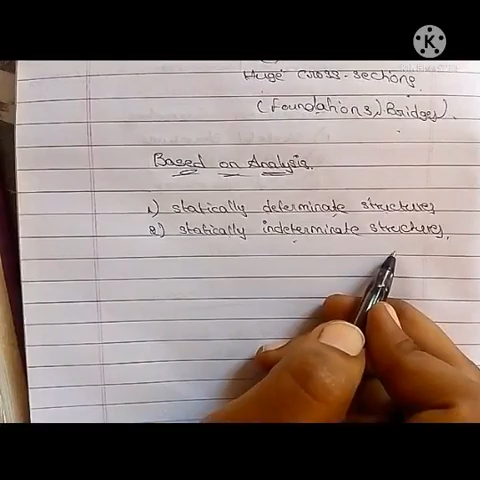 K
Huge cross-sections
(Foundations, Bridges).
Based on Analysis.
1) statically determinate structures
2) statically indeterminate structures.